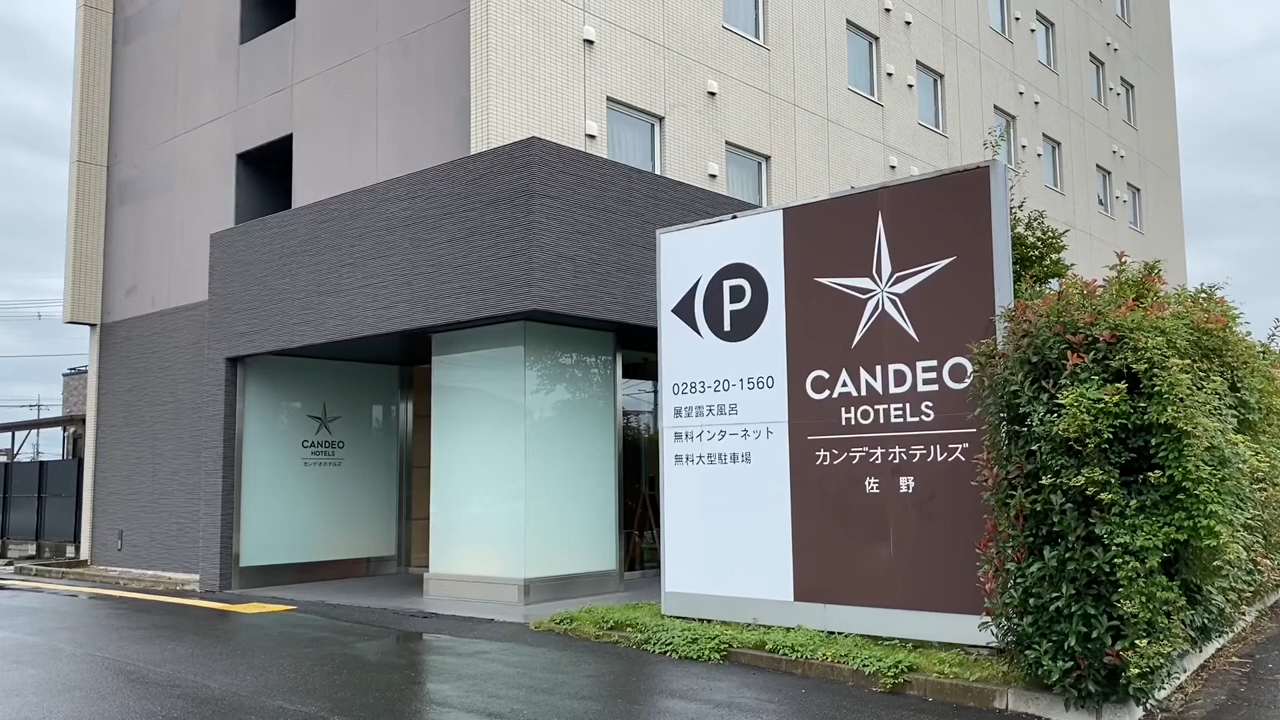 CANDEO
HOTELS
カンデオホテルズ
P
0283-20-1560
展望露天風呂
無料インターネット
無料大型駐車場
CANDEO
HOTELS
カンデオホテルズ
佐野